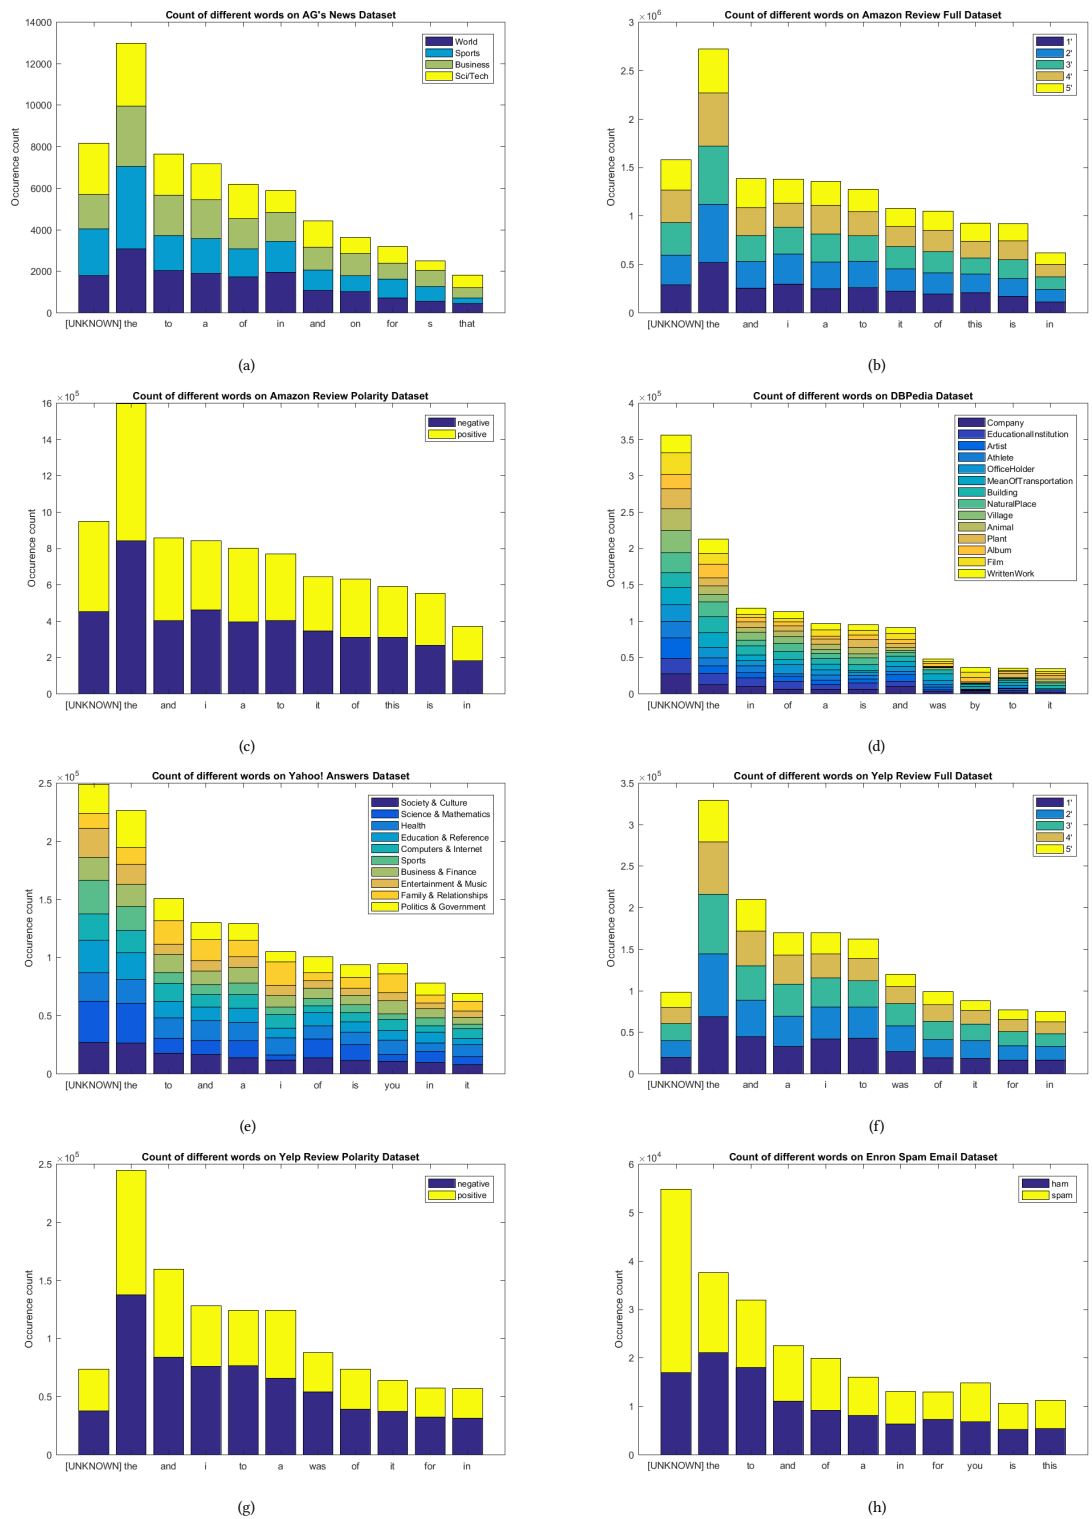 Count of different words on AG's News Dataset
14000
12000
10000
8000
6000
4000
2000
0
Occurence count
World
Sports
Business
Sci/Tech
[UNKNOWN] the to a of in and on for s that
(a)
Count of different words on Amazon Review Full Dataset
× 10^6
3
2.5
2
1.5
1
0.5
0
Occurence count
1'
2'
3'
4'
5'
[UNKNOWN] the and i a to it of this is in
(b)
Count of different words on Amazon Review Polarity Dataset
× 10^5
16
14
12
10
8
6
4
2
0
Occurence count
negative
positive
[UNKNOWN] the and i a to it of this is in
(c)
Count of different words on DBPedia Dataset
× 10^5
4
3.5
3
2.5
2
1.5
1
0.5
0
Occurence count
Company
EducationalInstitution
Artist
Athlete
OfficeHolder
MeanOfTransportation
Building
NaturalPlace
Village
Animal
Plant
Album
Film
WrittenWork
[UNKNOWN] the in of a is and was by to it
(d)
Count of different words on Yahoo! Answers Dataset
× 10^5
2.5
2
1.5
1
0.5
0
Occurence count
Society & Culture
Science & Mathematics
Health
Education & Reference
Computers & Internet
Sports
Business & Finance
Entertainment & Music
Family & Relationships
Politics & Government
[UNKNOWN] the to and a i of is you in it
(e)
Count of different words on Yelp Review Full Dataset
× 10^5
3.5
3
2.5
2
1.5
1
0.5
0
Occurence count
1'
2'
3'
4'
5'
[UNKNOWN] the and a i to was of it for in
(f)
Count of different words on Yelp Review Polarity Dataset
× 10^5
2.5
2
1.5
1
0.5
0
Occurence count
negative
positive
[UNKNOWN] the and i to a was of it for in
(g)
Count of different words on Enron Spam Email Dataset
× 10^4
6
5
4
3
2
1
0
Occurence count
ham
spam
[UNKNOWN] the to and of a in for you is this
(h)